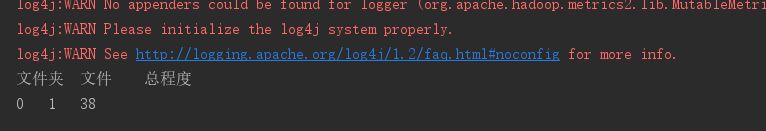 log4j:WARN No appenders could be found for logger (org.apache.hadoop.metrics2.lib.MutableMetri
log4j:WARN Please initialize the log4j system properly.
log4j:WARN See http://logging.apache.org/log4j/1.2/faq.html#noconfig for more info.
文件夹 文件 总程度
0 1 38